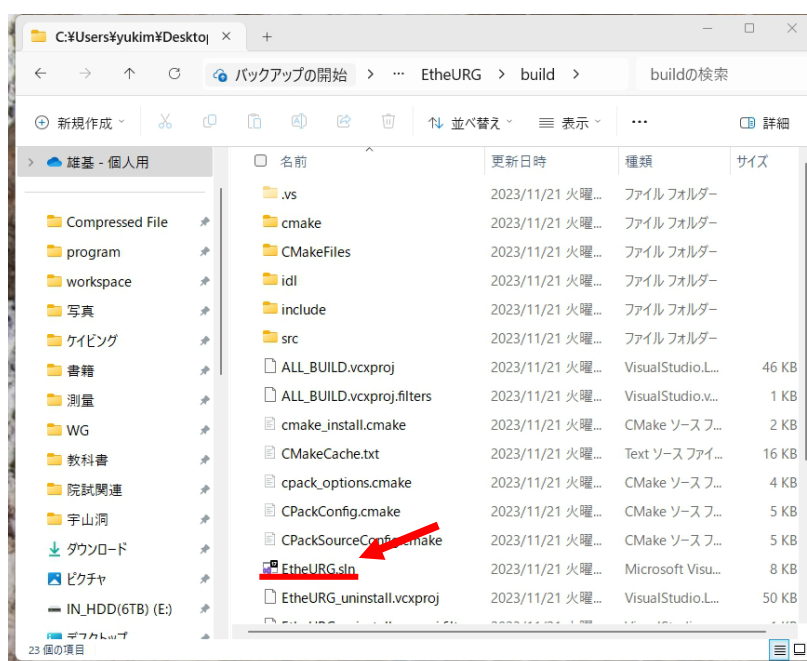 C:¥Users¥yukim¥Desktoｐ
バックアップの開始 > ··· EtheURG > build > buildの検索
新規作成 並べ替え 表示 ··· 詳細
雄基 - 個人用
Compressed File
program
workspace
写真
ケイビング
書籍
測量
WG
教科書
院試関連
宇山洞
ダウンロード
ピクチャ
IN_HDD(6TB) (E:)
デスクトップ
名前 更新日時 種類 サイズ
.vs 2023/11/21 火曜... ファイル フォルダー
cmake 2023/11/21 火曜... ファイル フォルダー
CMakeFiles 2023/11/21 火曜... ファイル フォルダー
idl 2023/11/21 火曜... ファイル フォルダー
include 2023/11/21 火曜... ファイル フォルダー
src 2023/11/21 火曜... ファイル フォルダー
ALL_BUILD.vcxproj 2023/11/21 火曜... VisualStudio.L... 46 KB
ALL_BUILD.vcxproj.filters 2023/11/21 火曜... VisualStudio.v... 1 KB
cmake_install.cmake 2023/11/21 火曜... CMake ソース フ... 2 KB
CMakeCache.txt 2023/11/21 火曜... Text ソース ファイ... 16 KB
cpack_options.cmake 2023/11/21 火曜... CMake ソース フ... 4 KB
CPackConfig.cmake 2023/11/21 火曜... CMake ソース フ... 5 KB
CPackSourceConfig.cmake 2023/11/21 火曜... CMake ソース フ... 5 KB
EtheURG.sln 2023/11/21 火曜... Microsoft Visu... 8 KB
EtheURG_uninstall.vcxproj 2023/11/21 火曜... VisualStudio.L... 50 KB
23 個の項目